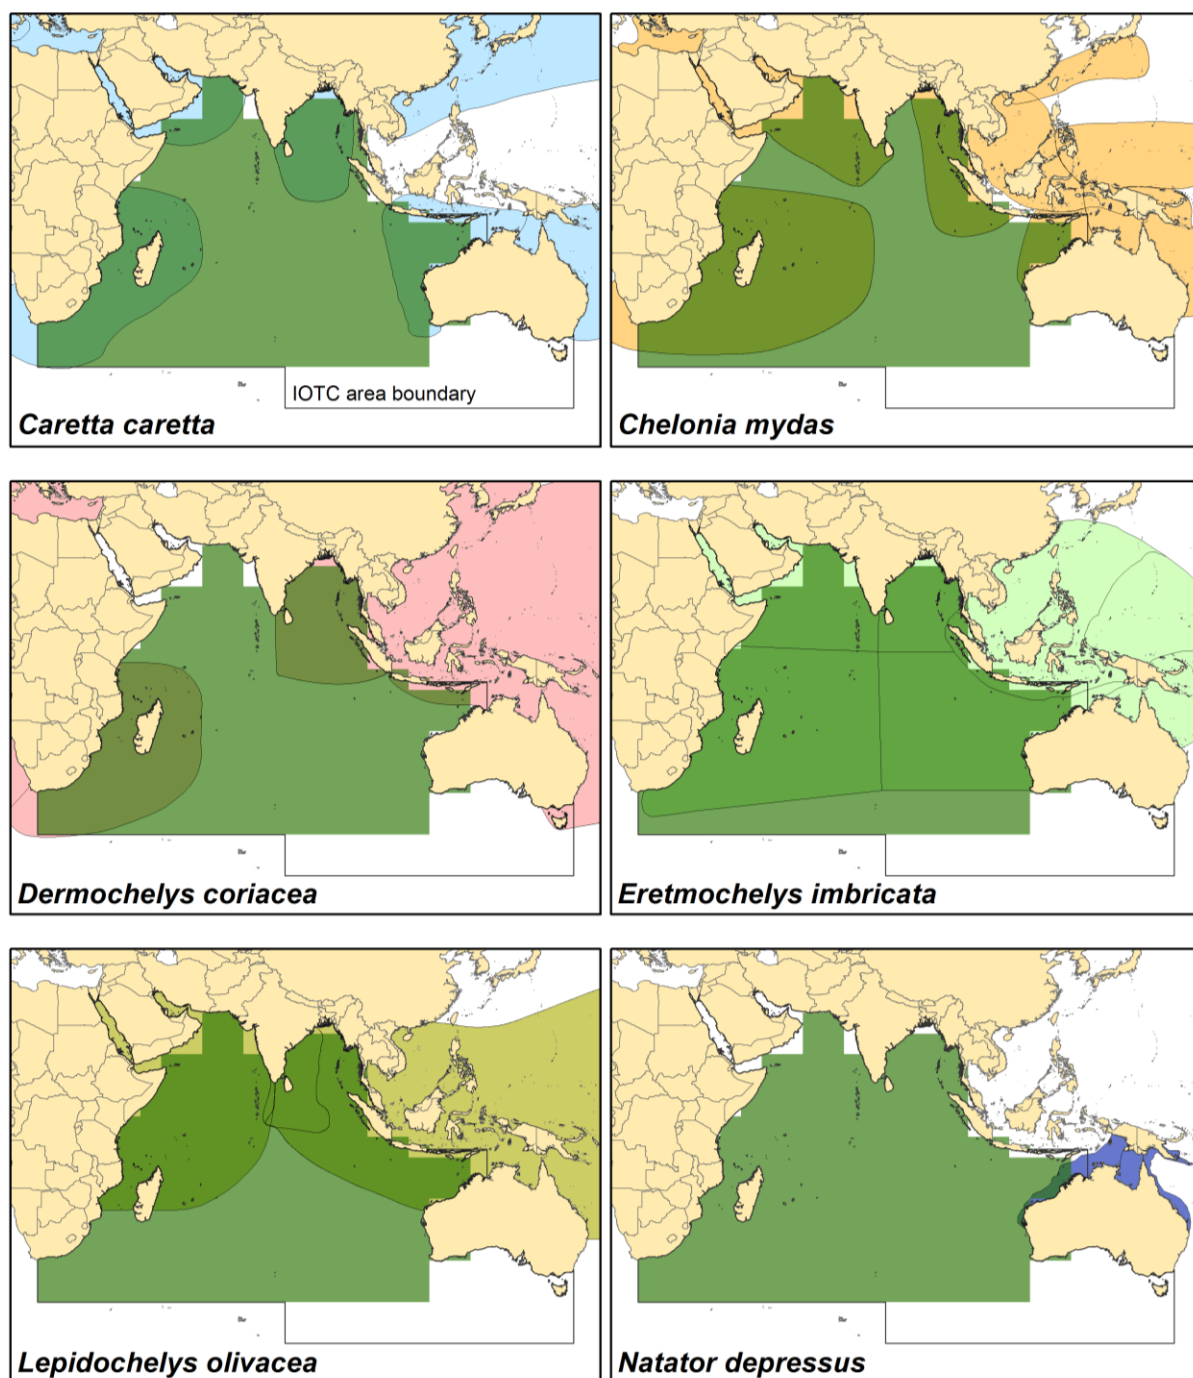 IOTC area boundary
Caretta caretta
Chelonia mydas
Dermochelys coriacea
Eretmochelys imbricata
Lepidochelys olivacea
Natator depressus